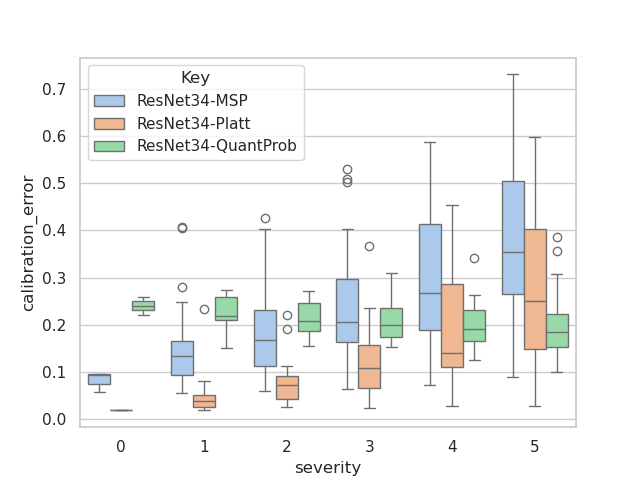 Key
ResNet34-MSP
ResNet34-Platt
ResNet34-QuantProb
0.7
0.6
0.5
0.4
0.3
0.2
0.1
0.0
calibration_error
0 1 2 3 4 5
severity